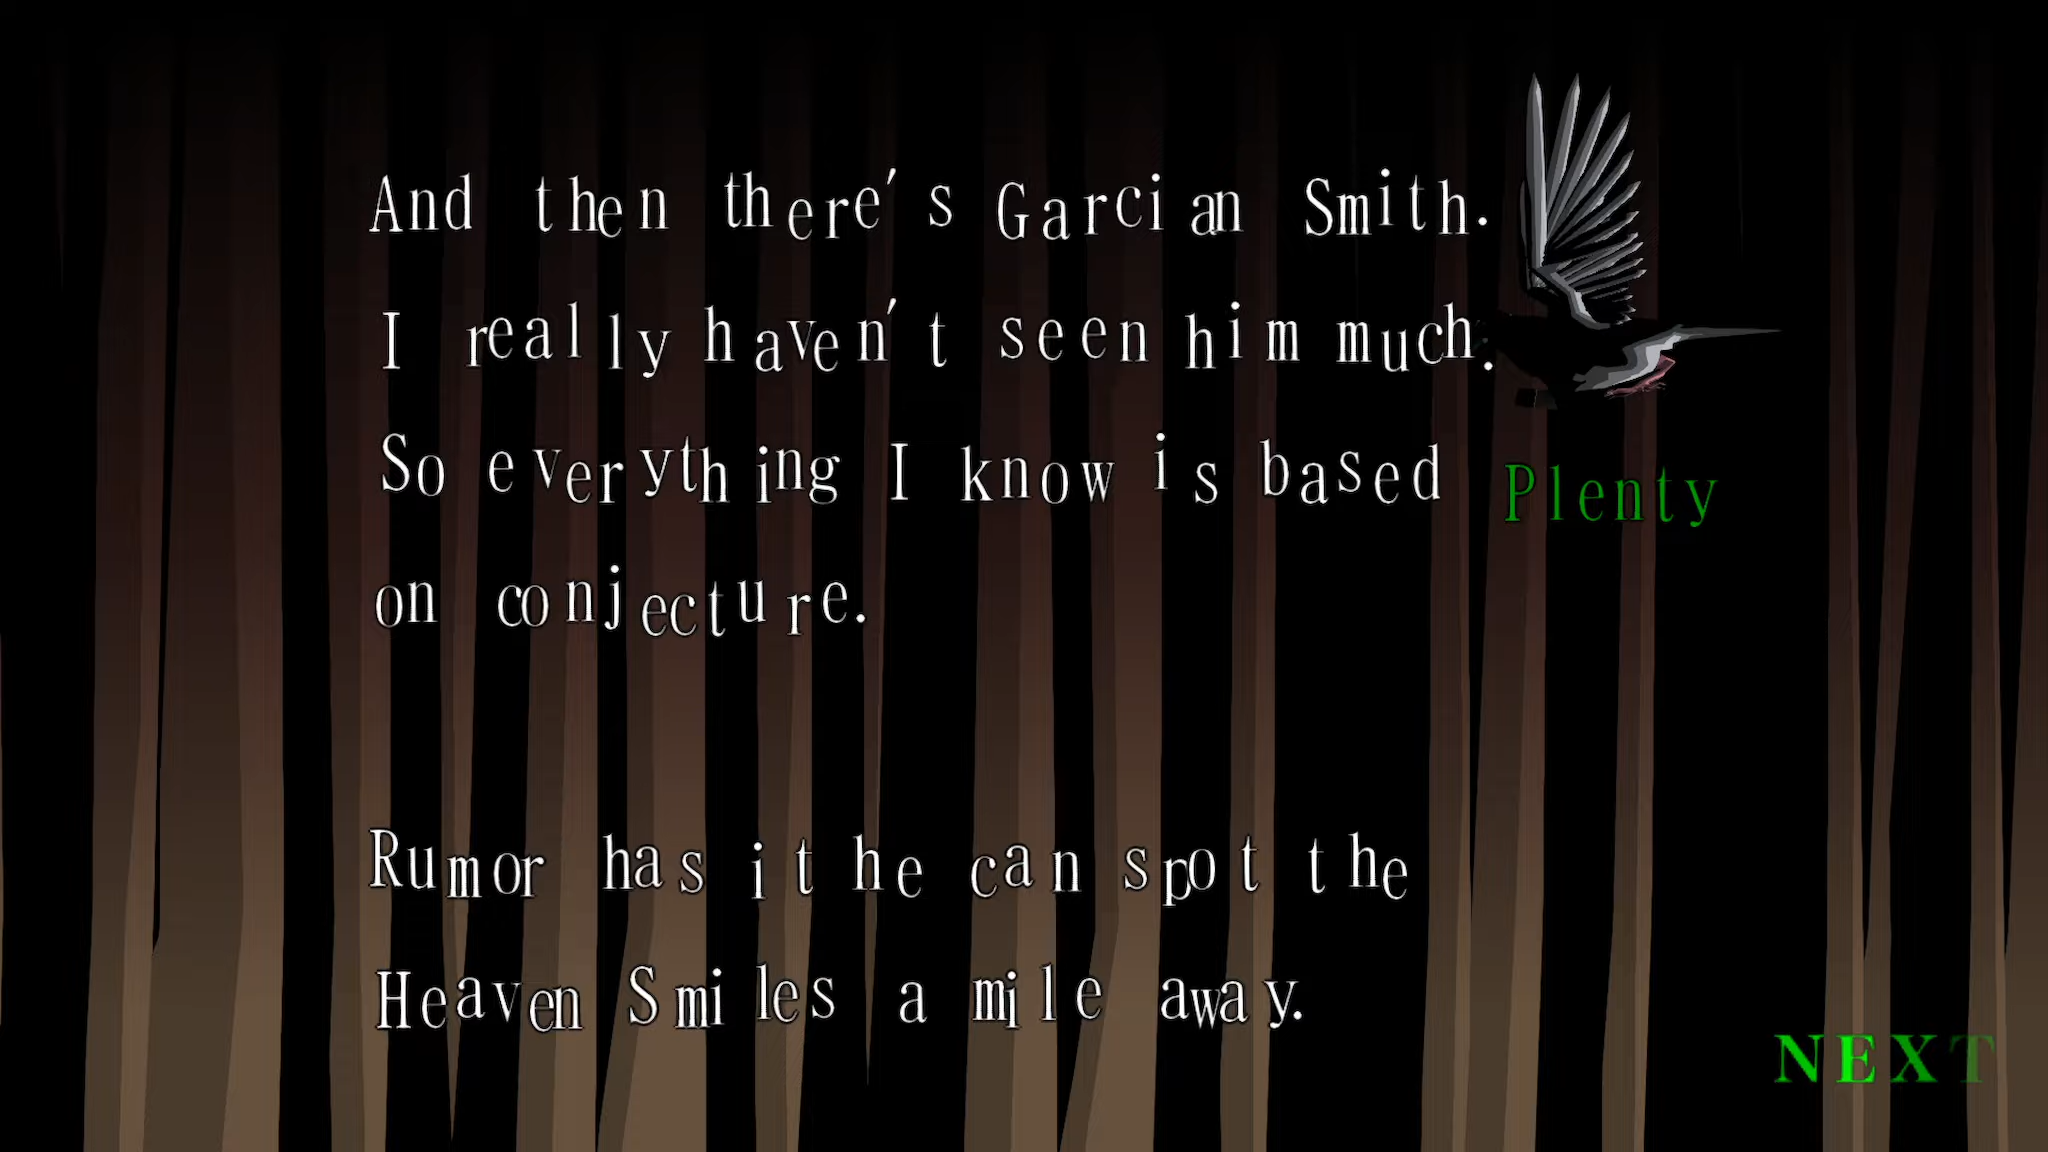 And then there's Garcian Smith.
I really haven't seen him much.
So everything I know is based
Plenty
on conjecture.
Rumor has it he can spot the
Heaven Smiles a mile away.
NEXT